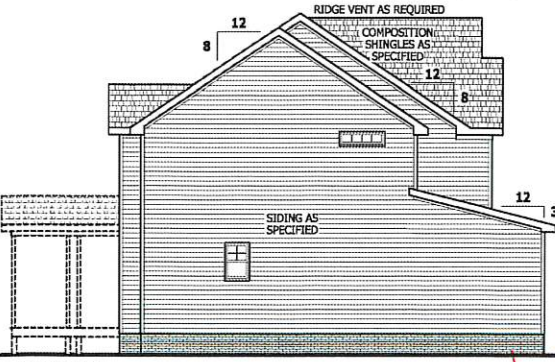 RIDGE VENT AS REQUIRED
12
8
COMPOSITION
SHINGLES AS
SPECIFIED
12
8
12
3
SIDING AS
SPECIFIED